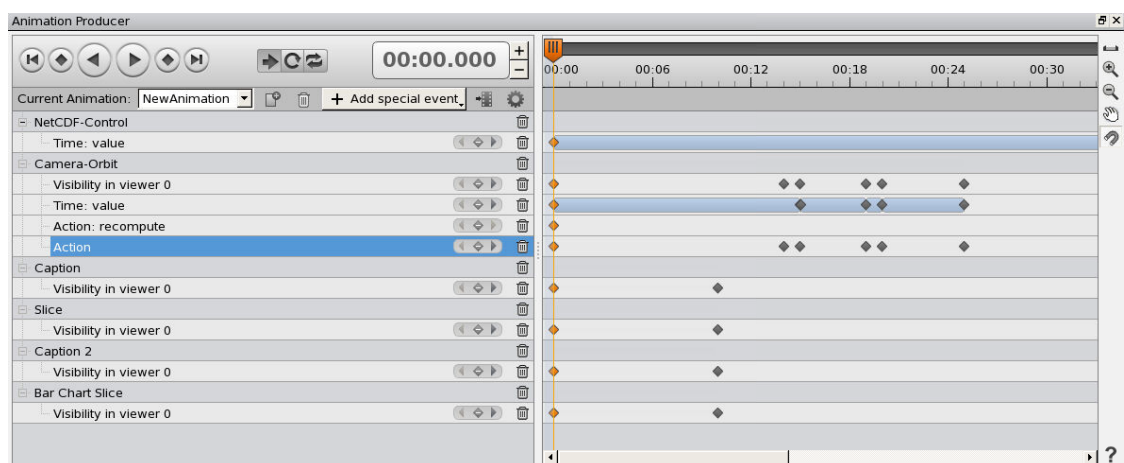 Animation Producer
00:00.000
00:00 00:06 00:12 00:18 00:24 00:30
Current Animation: NewAnimation + Add special event
NetCDF-Control
Time: value
Camera-Orbit
Visibility in viewer 0
Time: value
Action: recompute
Action
Caption
Visibility in viewer 0
Slice
Visibility in viewer 0
Caption 2
Visibility in viewer 0
Bar Chart Slice
Visibility in viewer 0
?